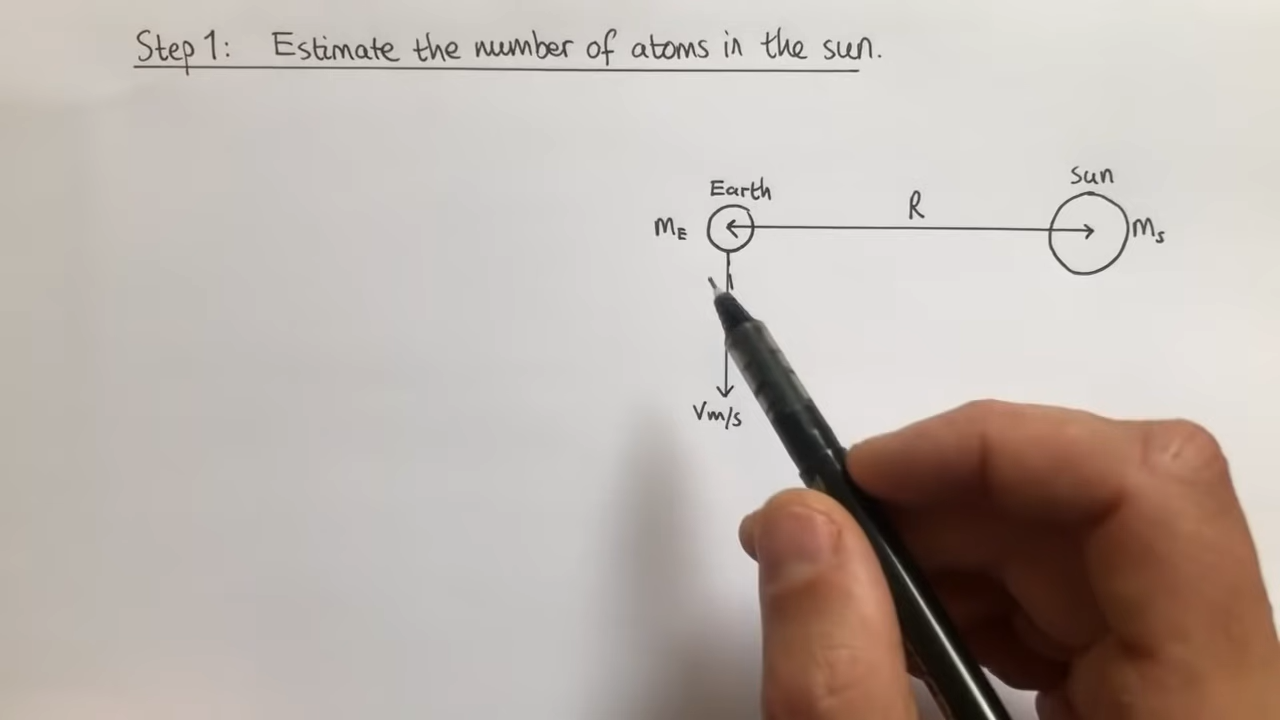 Step 1: Estimate the number of atoms in the sun.
Earth
Sun
R
ME
Ms
Vm/s